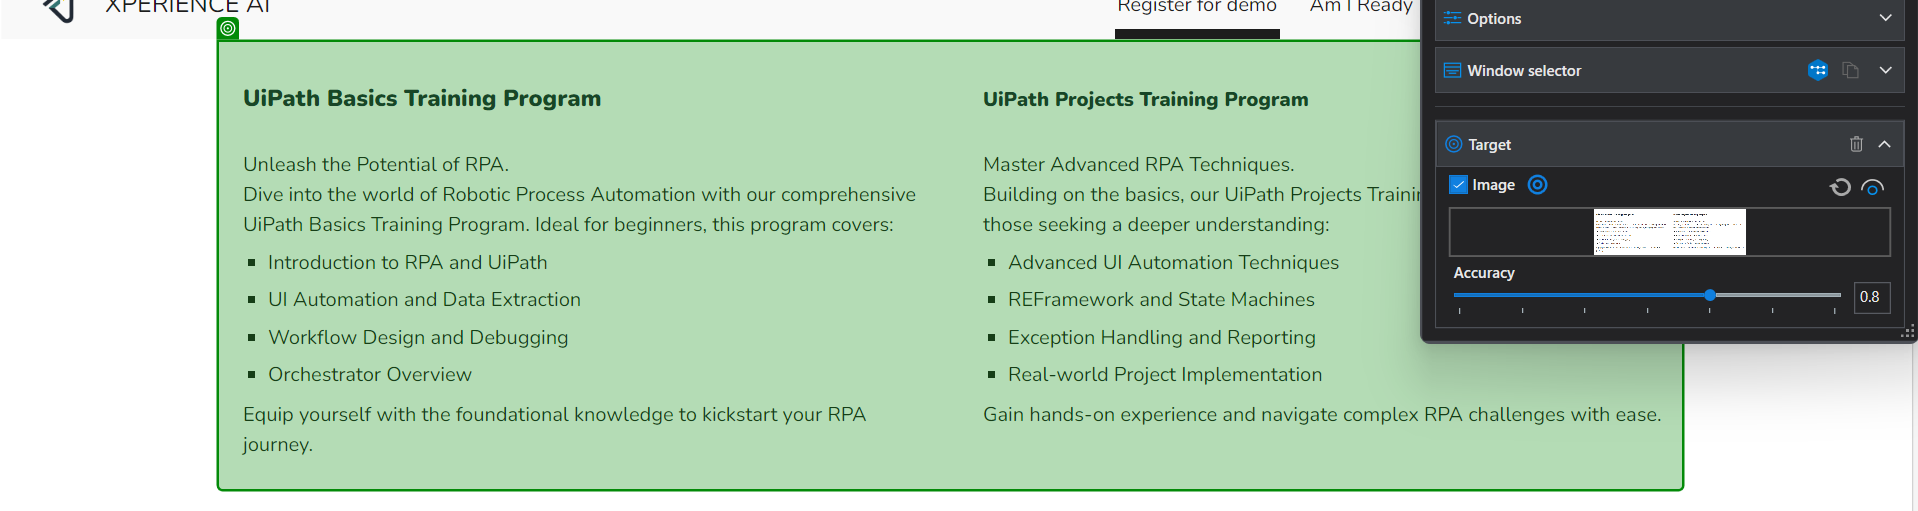 XPERIENCE AI
Register for demo
Am I Ready
UiPath Basics Training Program
Unleash the Potential of RPA.
Dive into the world of Robotic Process Automation with our comprehensive
UiPath Basics Training Program. Ideal for beginners, this program covers:
Introduction to RPA and UiPath
UI Automation and Data Extraction
Workflow Design and Debugging
Orchestrator Overview
Equip yourself with the foundational knowledge to kickstart your RPA
journey.
UiPath Projects Training Program
Master Advanced RPA Techniques.
Building on the basics, our UiPath Projects
those seeking a deeper understanding:
Advanced UI Automation Techniques
REFramework and State Machines
Exception Handling and Reporting
Real-world Project Implementation
Gain hands-on experience and navigate complex RPA challenges with ease.
Options
Window selector
Target
Image
Accuracy
0.8